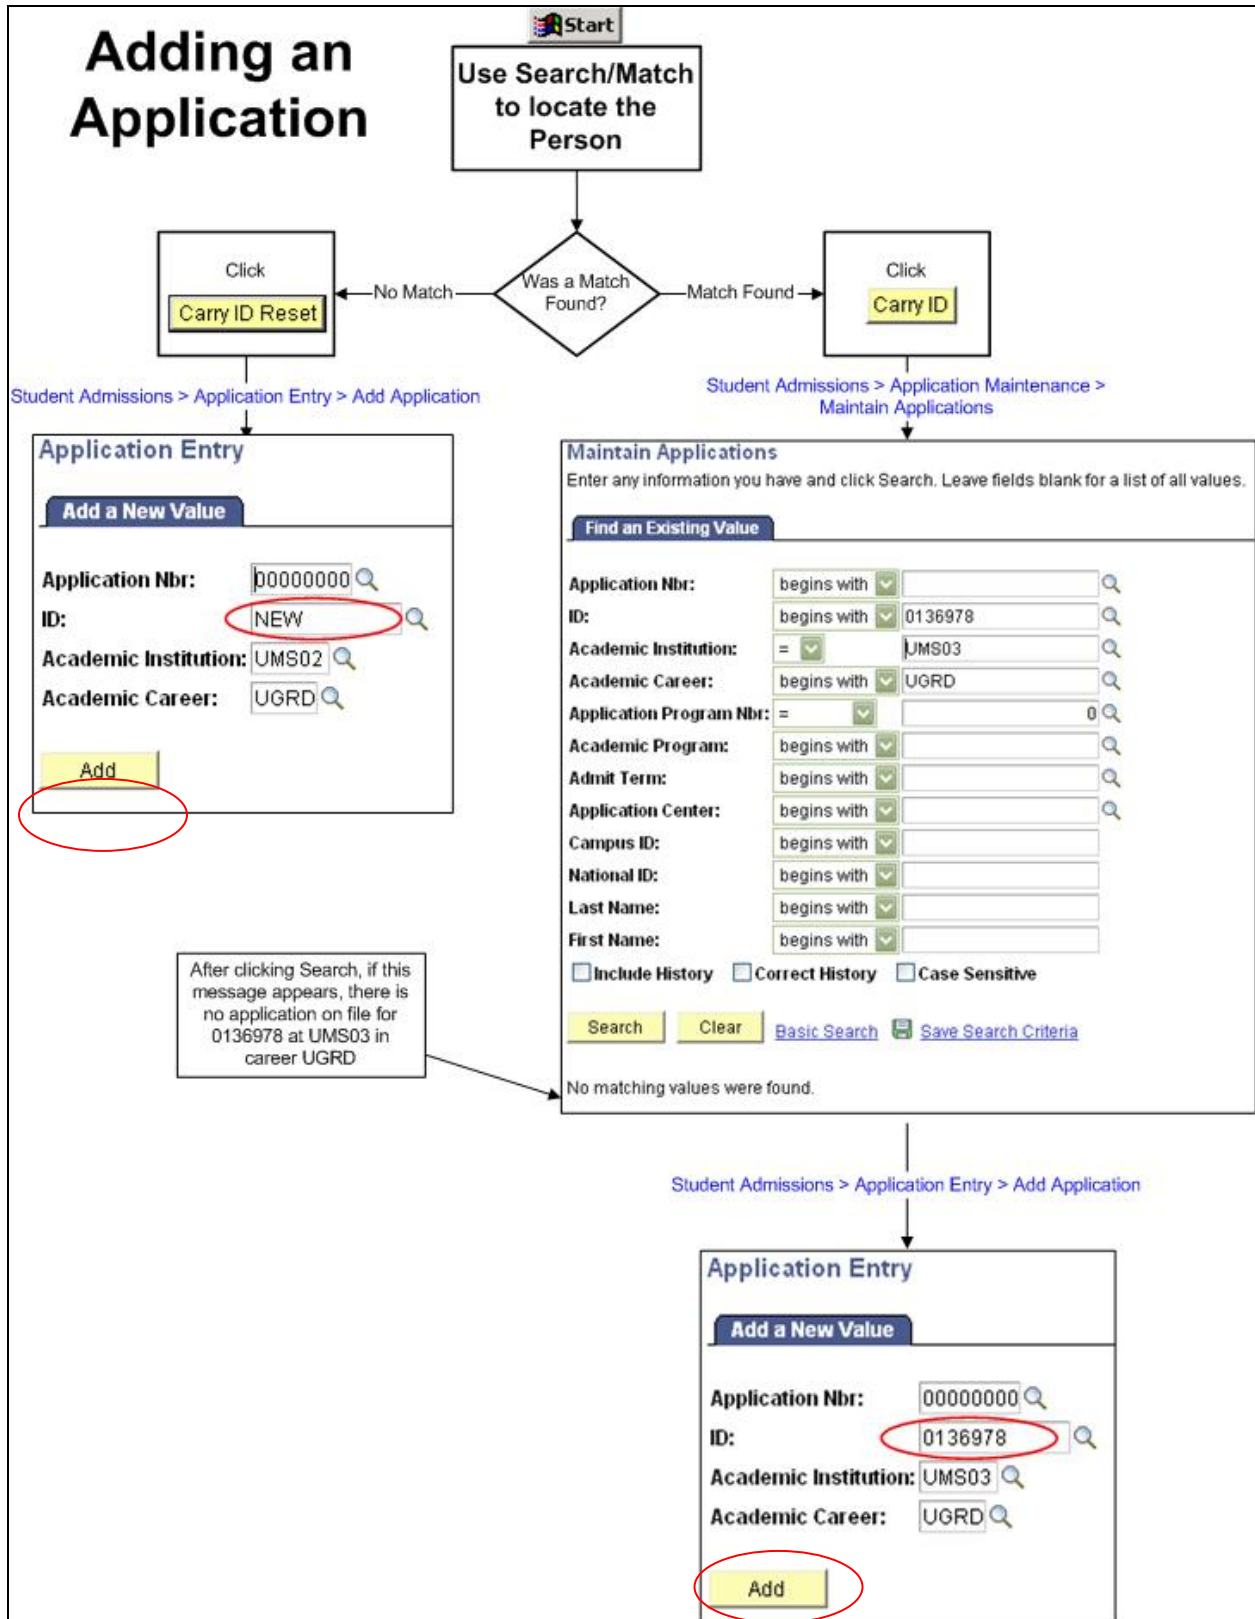 Adding an
Application
Start
Use Search/Match
to locate the
Person
Was a Match
Found?
No Match
Match Found
Click
Carry ID Reset
Click
Carry ID
Student Admissions > Application Entry > Add Application
Student Admissions > Application Maintenance >
Maintain Applications
Application Entry
Add a New Value
Application Nbr: 00000000
ID: NEW
Academic Institution: UMS02
Academic Career: UGRD
Add
Maintain Applications
Enter any information you have and click Search. Leave fields blank for a list of all values.
Find an Existing Value
Application Nbr: begins with
ID: begins with 0136978
Academic Institution: = UMS03
Academic Career: begins with UGRD
Application Program Nbr: = 0
Academic Program: begins with
Admit Term: begins with
Application Center: begins with
Campus ID: begins with
National ID: begins with
Last Name: begins with
First Name: begins with
Include History Correct History Case Sensitive
Search Clear Basic Search Save Search Criteria
No matching values were found.
After clicking Search, if this
message appears, there is
no application on file for
0136978 at UMS03 in
career UGRD
Student Admissions > Application Entry > Add Application
Application Entry
Add a New Value
Application Nbr: 00000000
ID: 0136978
Academic Institution: UMS03
Academic Career: UGRD
Add